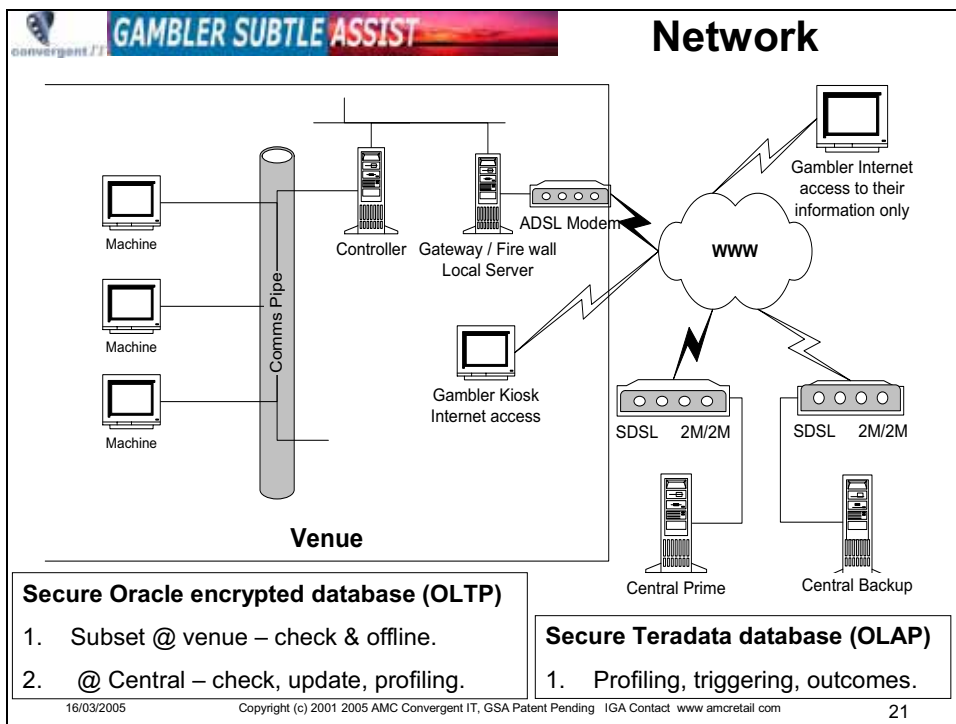 convergent IT
GAMBLER SUBTLE ASSIST
Network
Machine
Machine
Machine
Comms Pipe
Controller
Gateway / Fire wall
Local Server
ADSL Modem
Gambler Kiosk
Internet access
Venue
Gambler Internet
access to their
information only
www
SDSL 2M/2M
SDSL 2M/2M
Central Prime
Central Backup
Secure Oracle encrypted database (OLTP)
1. Subset @ venue – check & offline.
2. @ Central – check, update, profiling.
Secure Teradata database (OLAP)
1. Profiling, triggering, outcomes.
16/03/2005
Copyright (c) 2001 2005 AMC Convergent IT, GSA Patent Pending IGA Contact www amcretail com
21